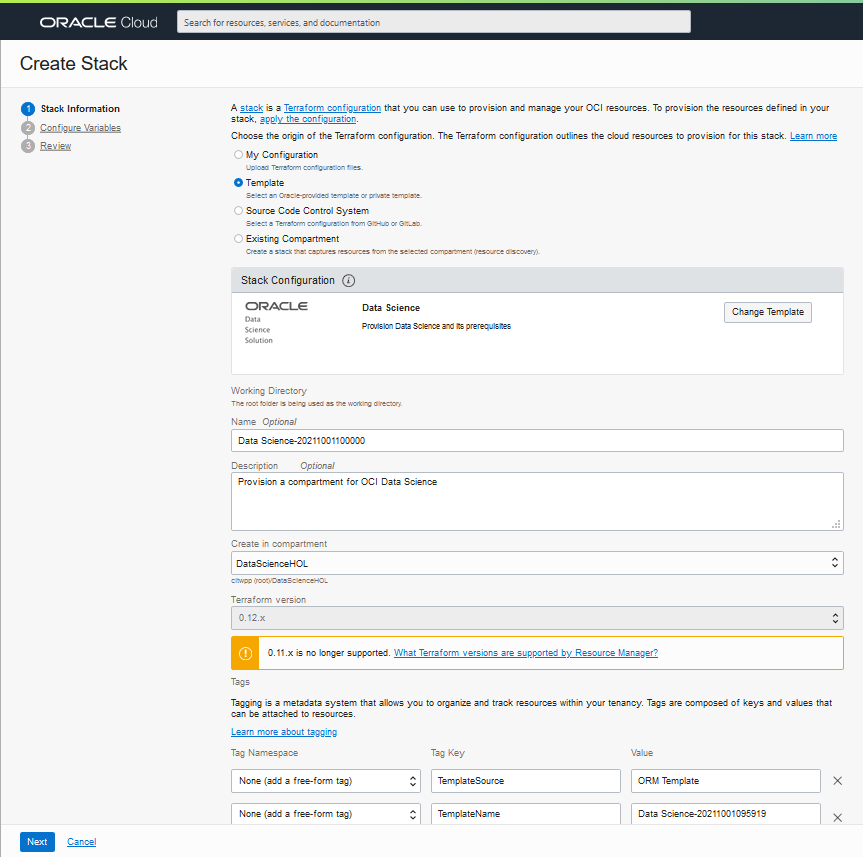 ORACLE Cloud
Search for resources, services, and documentation
Create Stack
1 Stack Information
2 Configure Variables
3 Review
A stack is a Terraform configuration that you can use to provision and manage your OCI resources. To provision the resources defined in your
stack, apply the configuration.
Choose the origin of the Terraform configuration. The Terraform configuration outlines the cloud resources to provision for this stack. Learn more
My Configuration
Upload Terraform configuration files.
Template
Select an Oracle-provided template or private template.
Source Code Control System
Select a Terraform configuration from GitHub or GitLab.
Existing Compartment
Create a stack that captures resources from the selected compartment (resource discovery).
Stack Configuration i
ORACLE
Data
Science
Solution
Data Science
Provision Data Science and its prerequisites
Change Template
Working Directory
The root folder is being used as the working directory.
Name Optional
Data Science-20211001100000
Description Optional
Provision a compartment for OCI Data Science
Create in compartment
DataScienceHOL
citwpp (root)/DataScienceHOL
Terraform version
0.12.x
0.11.x is no longer supported. What Terraform versions are supported by Resource Manager?
Tags
Tagging is a metadata system that allows you to organize and track resources within your tenancy. Tags are composed of keys and values that
can be attached to resources.
Learn more about tagging
Tag Namespace Tag Key Value
None (add a free-form tag) TemplateSource ORM Template
None (add a free-form tag) TemplateName Data Science-20211001095919
Next Cancel